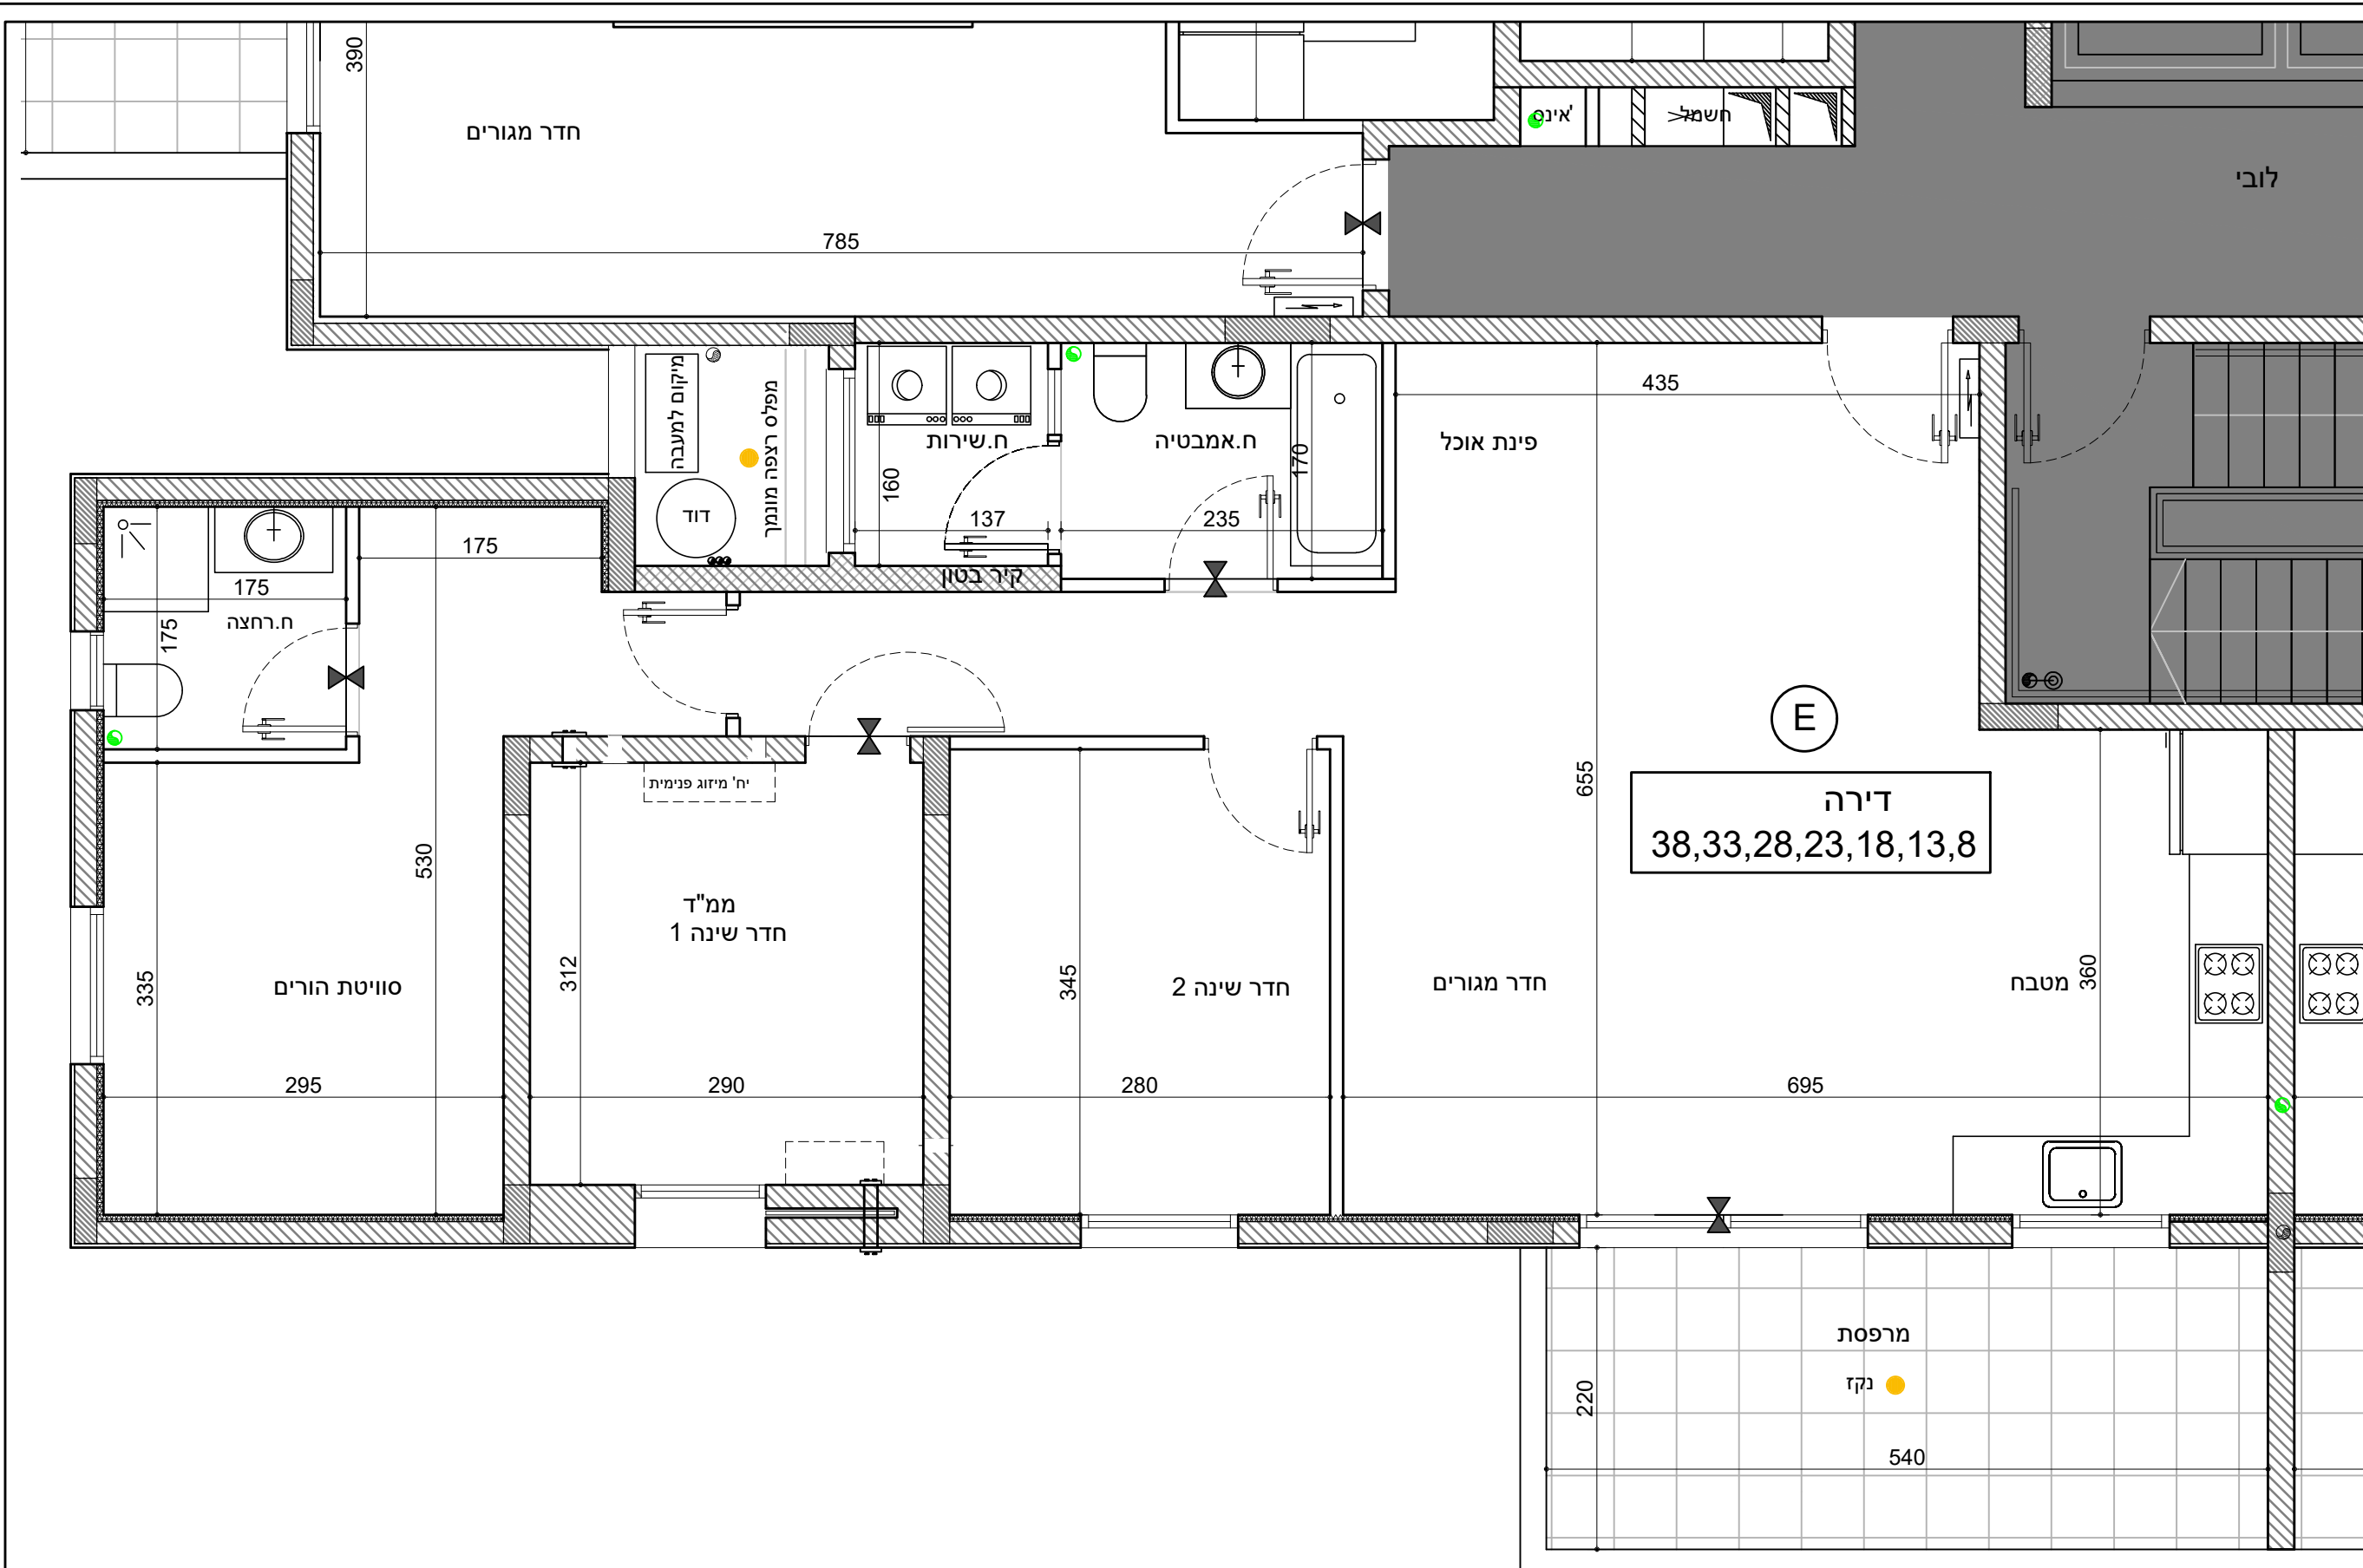 390
חדר מגורים
785
אינס'
חשמל
לובי
מיקום למעבה
מפלס רצפה מונמך
דוד
ח.שירות
160
137
קיר בטון
ח.אמבטיה
170
235
פינת אוכל
435
175
175
ח.רחצה
175
530
335
סוויטת הורים
295
יח' מיזוג פנימית
ממ"ד
חדר שינה 1
312
290
345
חדר שינה 2
280
655
E
דירה
38,33,28,23,18,13,8
חדר מגורים
מטבח
360
695
מרפסת
נקז
220
540